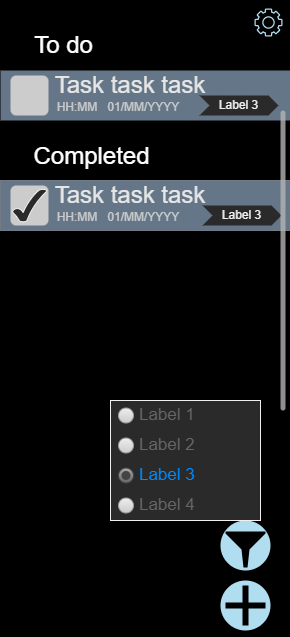 To do
Task task task
HH:MM 01/MM/YYYY
Label 3
Completed
Task task task
HH:MM 01/MM/YYYY
Label 3
Label 1
Label 2
Label 3
Label 4